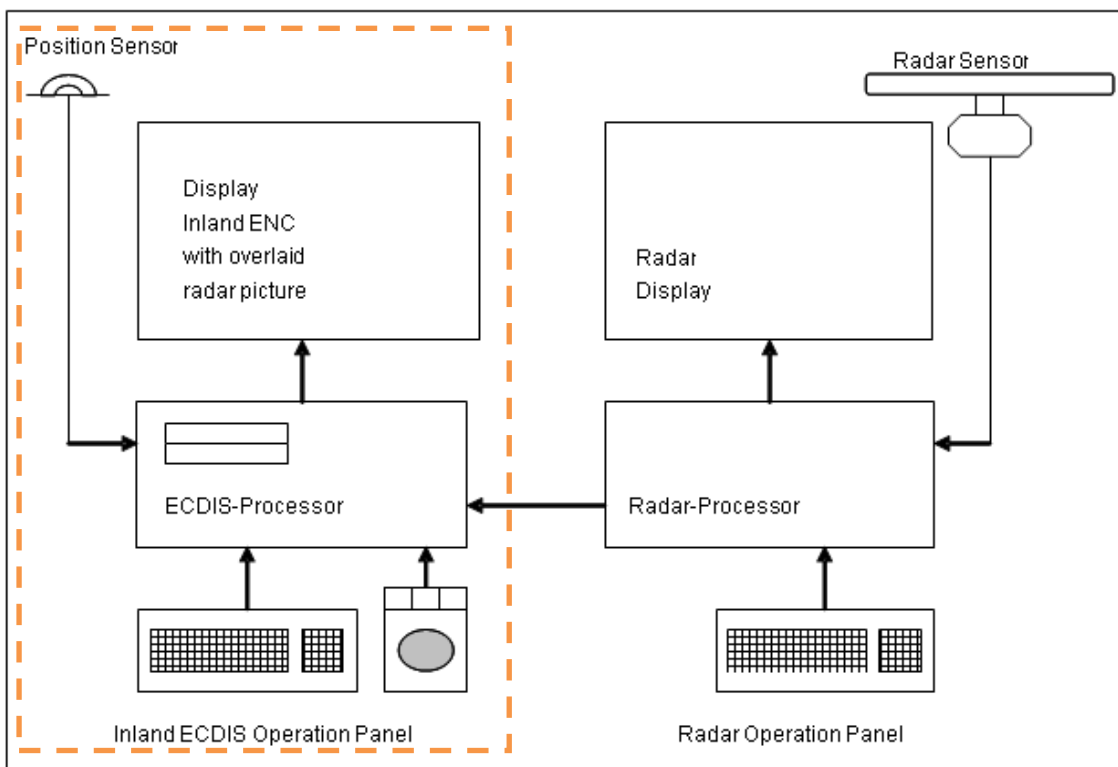 Position Sensor
Radar Sensor
Display
Inland ENC
with overlaid
radar picture
Radar
Display
ECDIS-Processor
Radar-Processor
Inland ECDIS Operation Panel
Radar Operation Panel